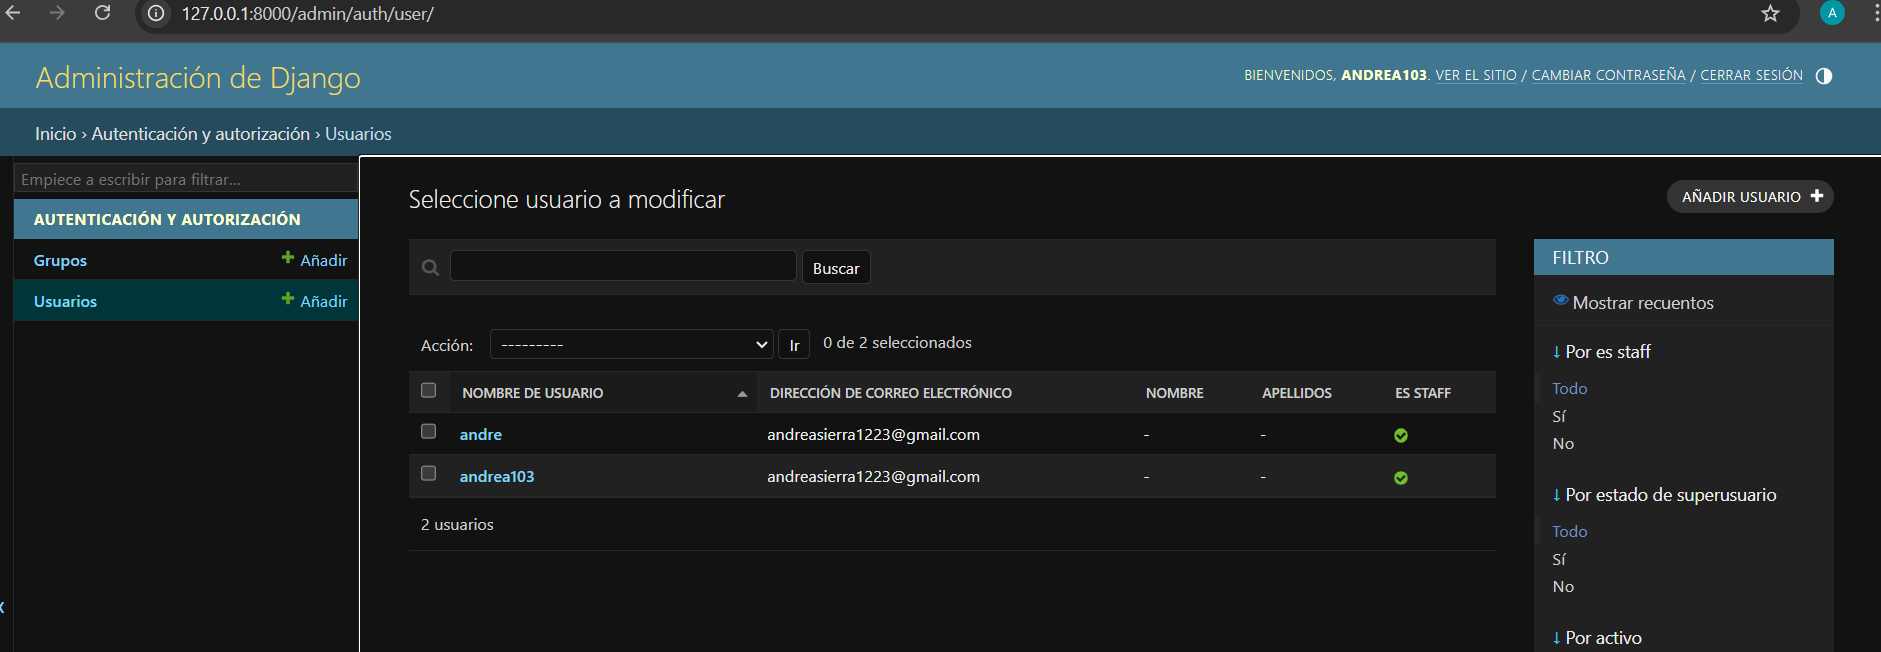 127.0.0.1:8000/admin/auth/user/
A
Administración de Django
BIENVENIDOS, ANDREA103. VER EL SITIO / CAMBIAR CONTRASEÑA / CERRAR SESIÓN
Inicio › Autenticación y autorización › Usuarios
Empiece a escribir para filtrar...
AUTENTICACIÓN Y AUTORIZACIÓN
Grupos + Añadir
Usuarios + Añadir
Seleccione usuario a modificar
AÑADIR USUARIO +
Buscar
Acción: --------- Ir 0 de 2 seleccionados
NOMBRE DE USUARIO DIRECCIÓN DE CORREO ELECTRÓNICO NOMBRE APELLIDOS ES STAFF
andre andreasierra1223@gmail.com - -
andrea103 andreasierra1223@gmail.com - -
2 usuarios
FILTRO
Mostrar recuentos
↓ Por es staff
Todo
Sí
No
↓ Por estado de superusuario
Todo
Sí
No
↓ Por activo